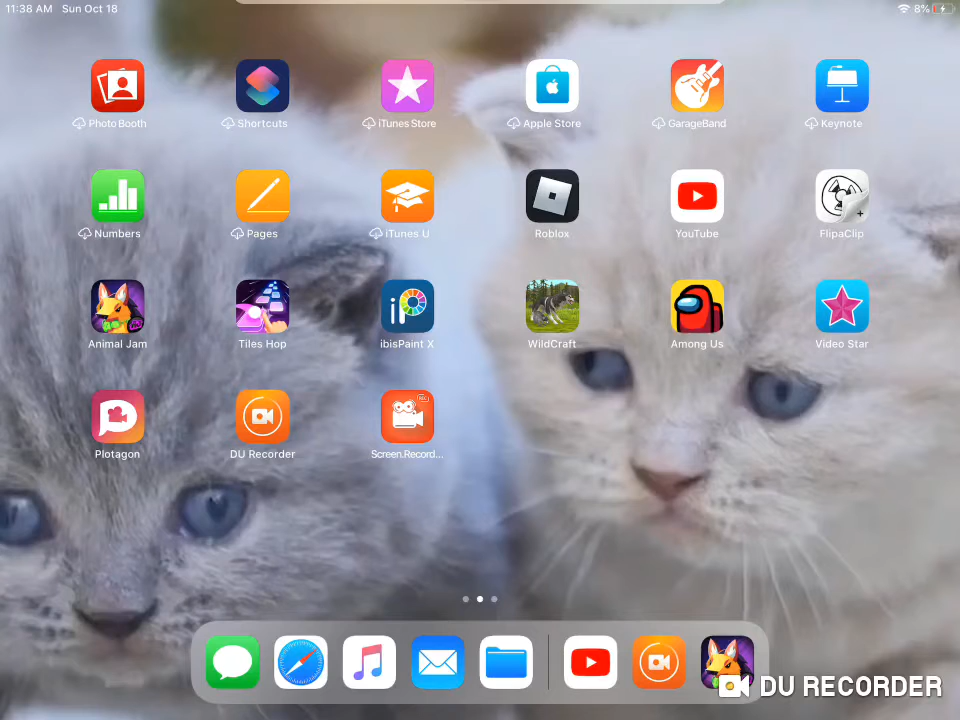 11:38 AM Sun Oct 18
8%
Photo Booth
Shortcuts
iTunes Store
Apple Store
GarageBand
Keynote
Numbers
Pages
iTunes U
Roblox
YouTube
FlipaClip
Animal Jam
Tiles Hop
ibisPaint X
WildCraft
Among Us
Video Star
Plotagon
DU Recorder
Screen.Record...
DU RECORDER